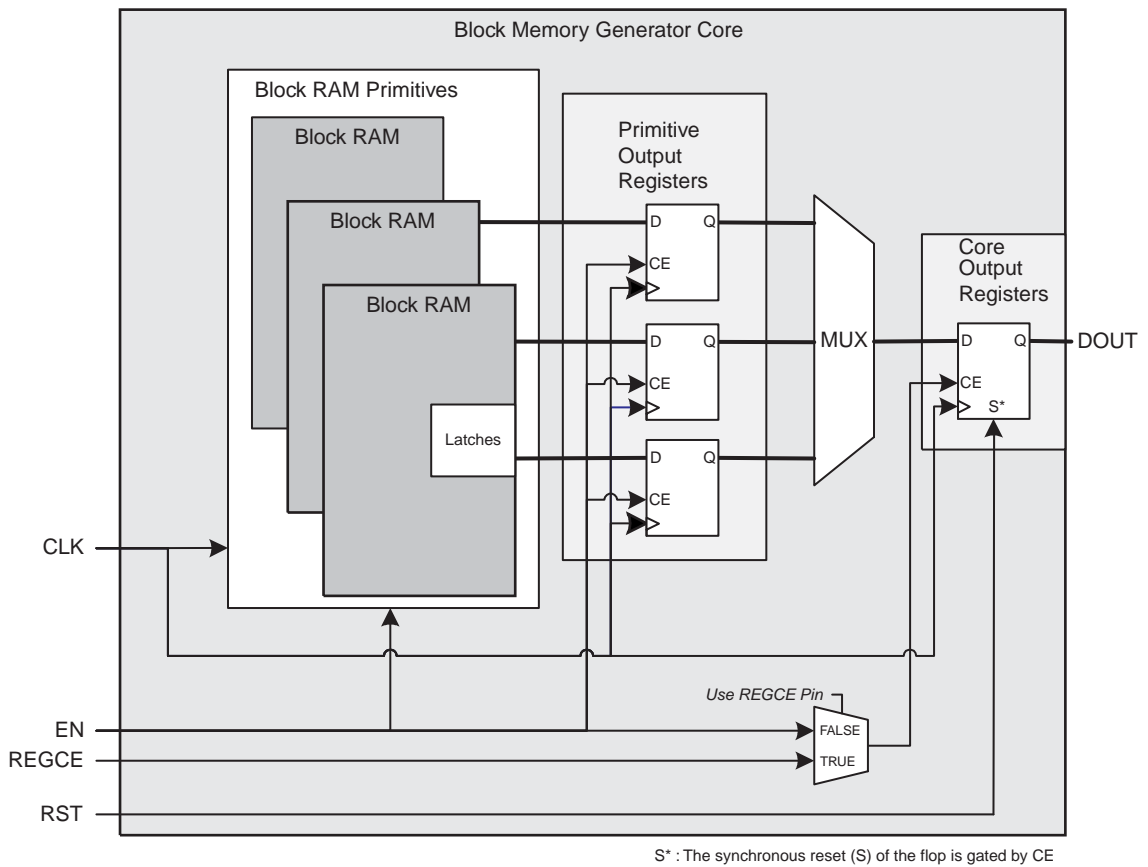 Block Memory Generator Core
Block RAM Primitives
Block RAM
Block RAM
Block RAM
Latches
Primitive
Output
Registers
D Q
CE
D Q
CE
D Q
CE
MUX
Core
Output
Registers
D Q
CE
S*
DOUT
CLK
EN
REGCE
RST
Use REGCE Pin
FALSE
TRUE
S* : The synchronous reset (S) of the flop is gated by CE